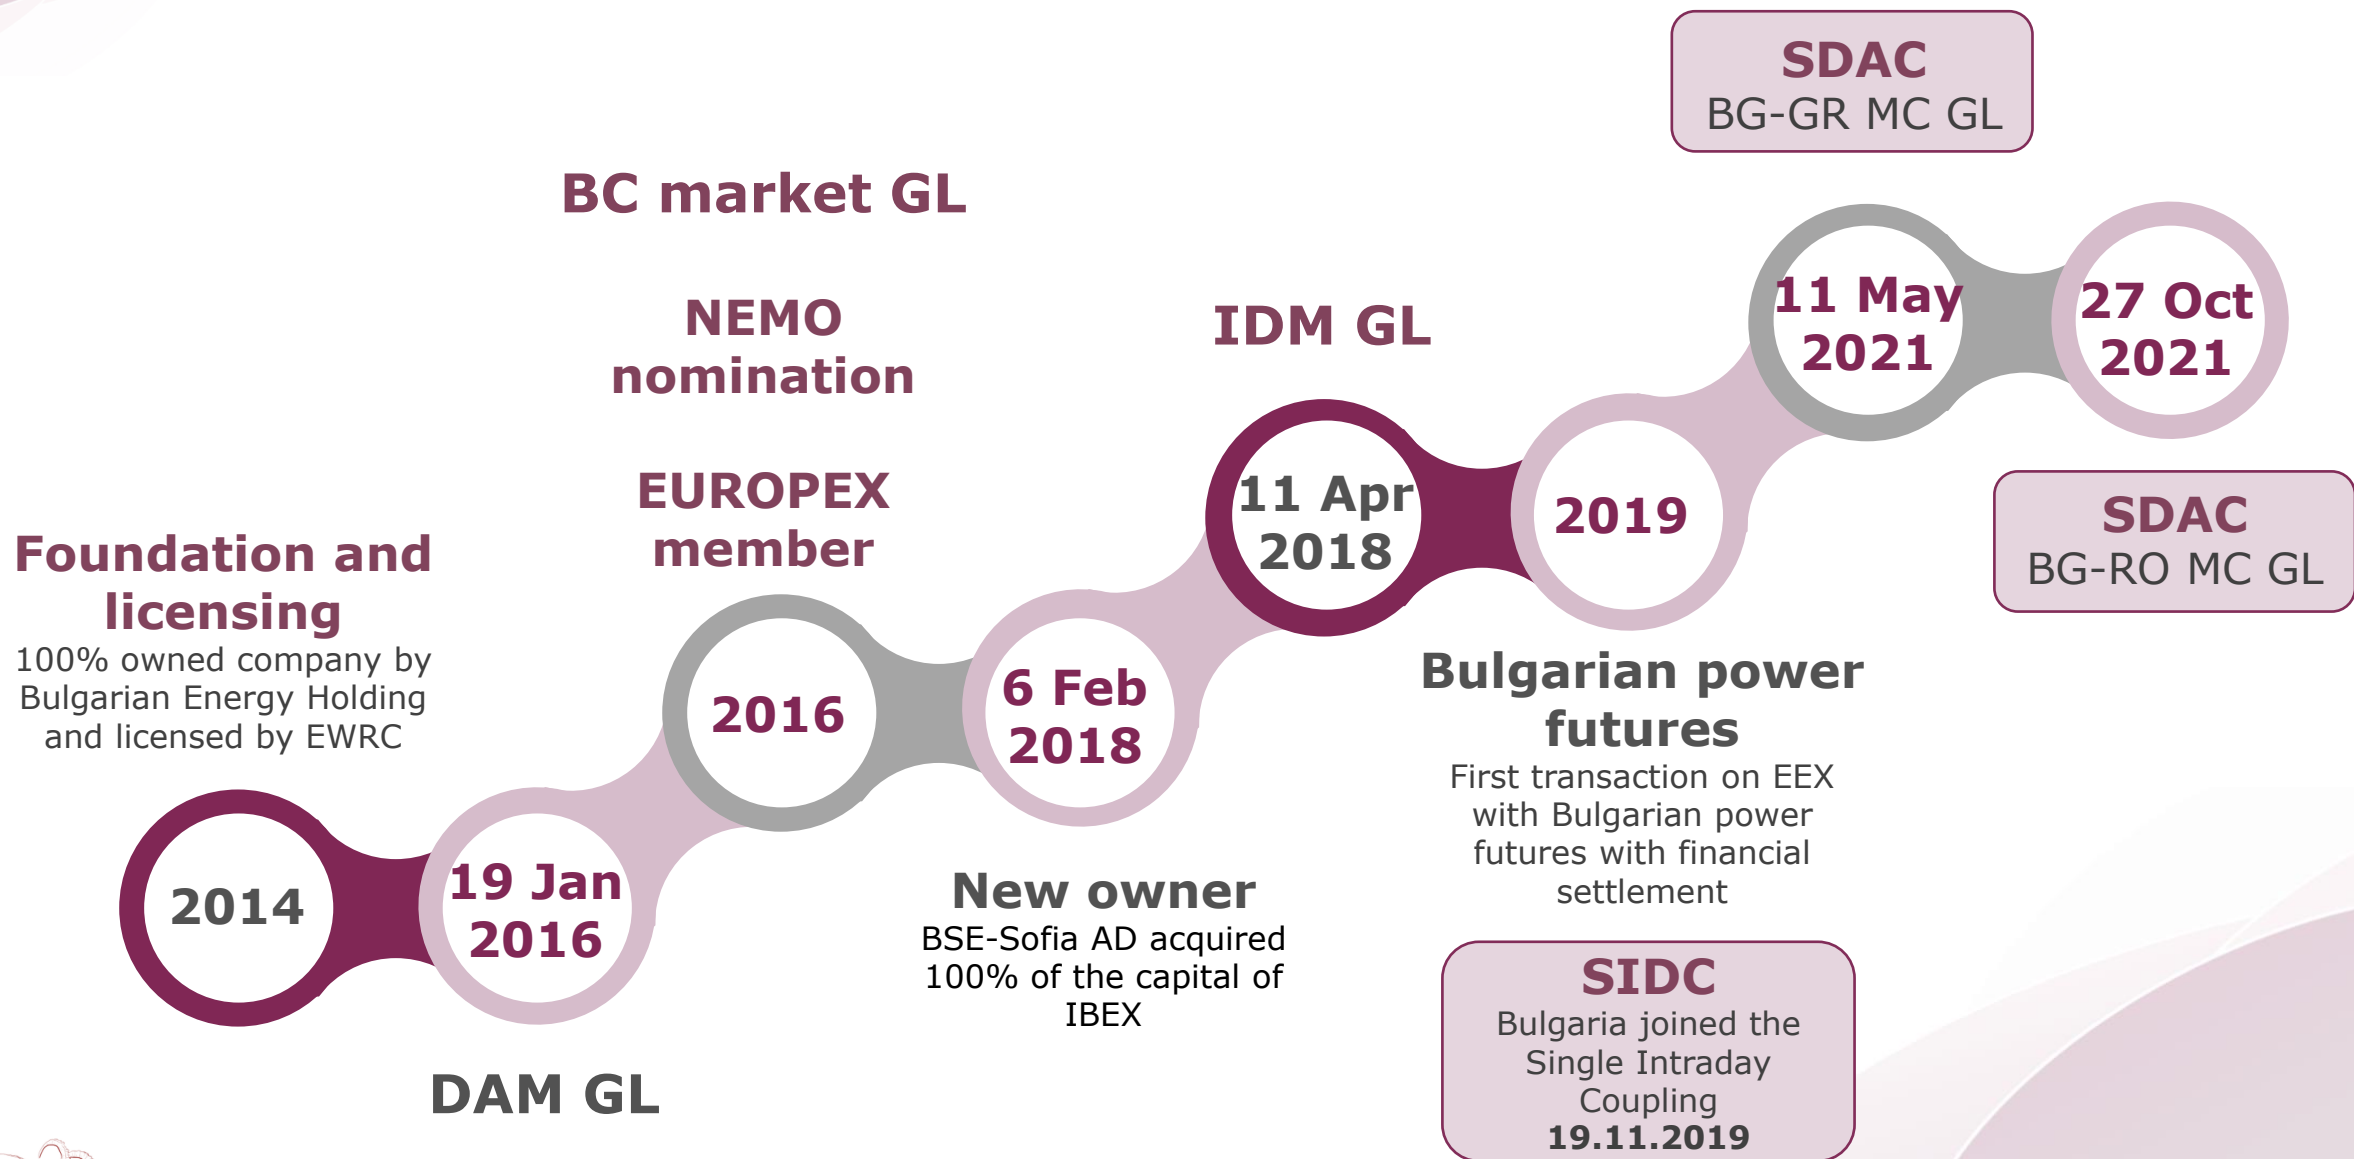 Foundation and
licensing
100% owned company by
Bulgarian Energy Holding
and licensed by EWRC
2014
19 Jan
2016
DAM GL
BC market GL
NEMO
nomination
EUROPEX
member
2016
6 Feb
2018
New owner
BSE-Sofia AD acquired
100% of the capital of
IBEX
IDM GL
11 Apr
2018
2019
Bulgarian power
futures
First transaction on EEX
with Bulgarian power
futures with financial
settlement
SIDC
Bulgaria joined the
Single Intraday
Coupling
19.11.2019
SDAC
BG-GR MC GL
11 May
2021
27 Oct
2021
SDAC
BG-RO MC GL